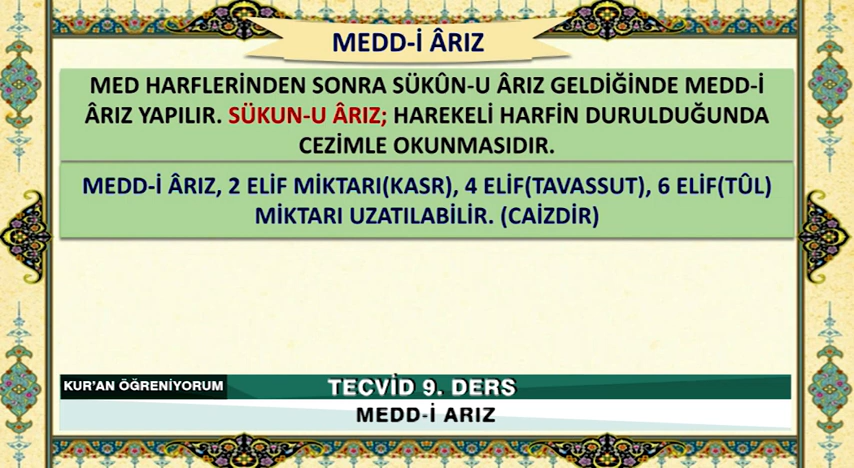 MEDD-İ ÂRIZ
MED HARFLERİNDEN SONRA SÜKÛN-U ÂRIZ GELDİĞİNDE MEDD-İ
ÂRIZ YAPILIR. SÜKUN-U ÂRIZ; HAREKELİ HARFİN DURULDUĞUNDA
CEZİMLE OKUNMASIDIR.
MEDD-İ ÂRIZ, 2 ELİF MİKTARI(KASR), 4 ELİF(TAVASSUT), 6 ELİF(TÛL)
MİKTARI UZATILABİLİR. (CAİZDİR)
KUR'AN ÖĞRENİYORUM
TECVİD 9. DERS
MEDD-İ ARIZ